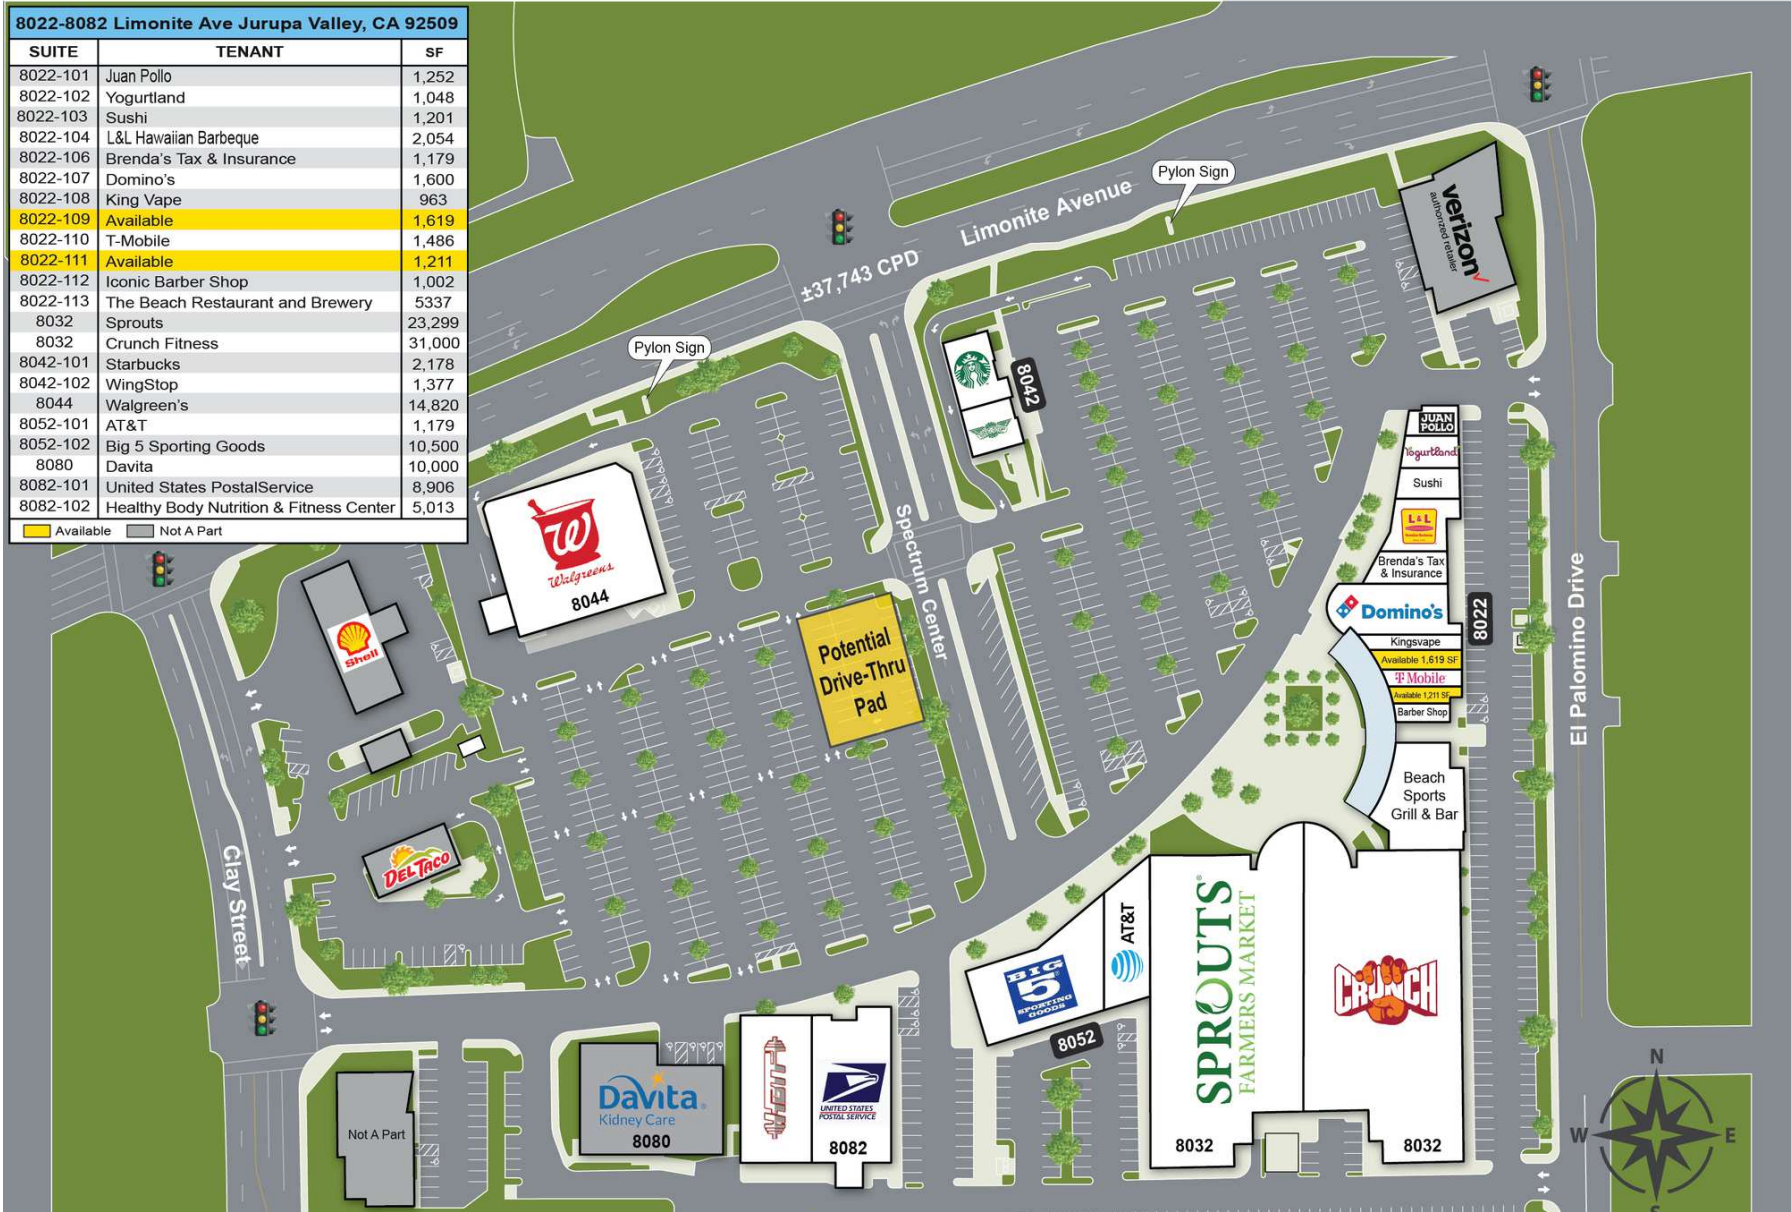 8022-8082 Limonite Ave Jurupa Valley, CA 92509
SUITE TENANT SF
8022-101 Juan Pollo 1,252
8022-102 Yogurtland 1,048
8022-103 Sushi 1,201
8022-104 L&L Hawaiian Barbeque 2,054
8022-106 Brenda's Tax & Insurance 1,179
8022-107 Domino's 1,600
8022-108 King Vape 963
8022-109 Available 1,619
8022-110 T-Mobile 1,486
8022-111 Available 1,211
8022-112 Iconic Barber Shop 1,002
8022-113 The Beach Restaurant and Brewery 5337
8032 Sprouts 23,299
8032 Crunch Fitness 31,000
8042-101 Starbucks 2,178
8042-102 WingStop 1,377
8044 Walgreen's 14,820
8052-101 AT&T 1,179
8052-102 Big 5 Sporting Goods 10,500
8080 Davita 10,000
8082-101 United States PostalService 8,906
8082-102 Healthy Body Nutrition & Fitness Center 5,013
Available Not A Part
Pylon Sign
Limonite Avenue
±37,743 CPD
Pylon Sign
verizon
authorized retailer
8042
JUAN
POLLO
Yogurtland
Sushi
L&L
Brenda's Tax
& Insurance
Domino's
8022
Kingsvape
Available 1,619 SF
T Mobile
Available 1,211 SF
Barber Shop
Beach
Sports
Grill & Bar
El Palomino Drive
Spectrum Center
W
Walgreens
8044
Shell
Potential
Drive-Thru
Pad
DEL TACO
Clay Street
BIG
5
SPORTING
GOODS
AT&T
8052
SPROUTS
FARMERS MARKET
8032
CRUNCH
8032
Not A Part
DaVita
Kidney Care
8080
UNITED STATES
POSTAL SERVICE
8082
N
W
E
S